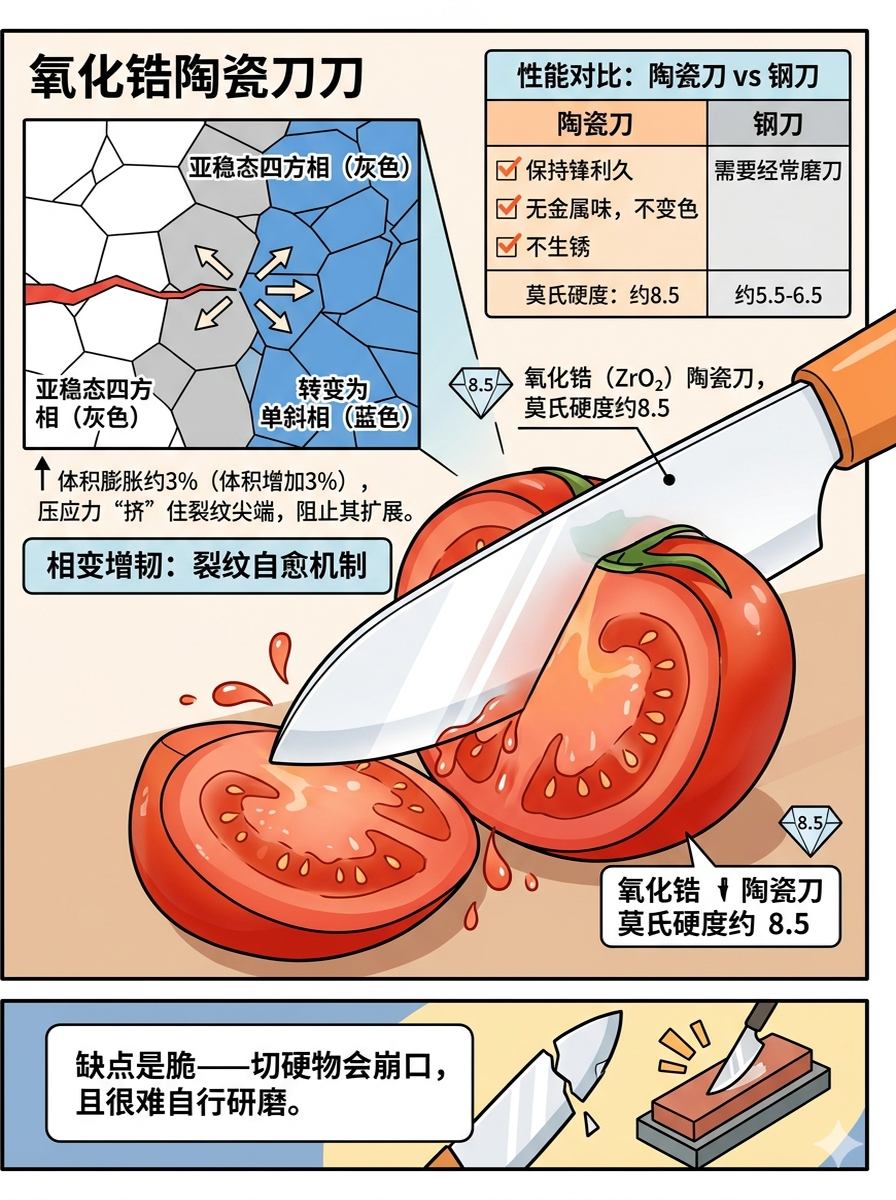 氧化锆陶瓷刀刀
亚稳态四方相（灰色）
亚稳态四方
相（灰色）
转变为
单斜相（蓝色）
体积膨胀约3%（体积增加3%），
压应力“挤”住裂纹尖端，阻止其扩展。
相变增韧：裂纹自愈机制
性能对比：陶瓷刀 vs 钢刀
陶瓷刀
钢刀
保持锋利久
需要经常磨刀
无金属味，不变色
不生锈
莫氏硬度：约8.5
约5.5-6.5
8.5
氧化锆（ZrO₂）陶瓷刀，
莫氏硬度约8.5
8.5
氧化锆 陶瓷刀
莫氏硬度约 8.5
缺点是脆——切硬物会崩口，
且很难自行研磨。